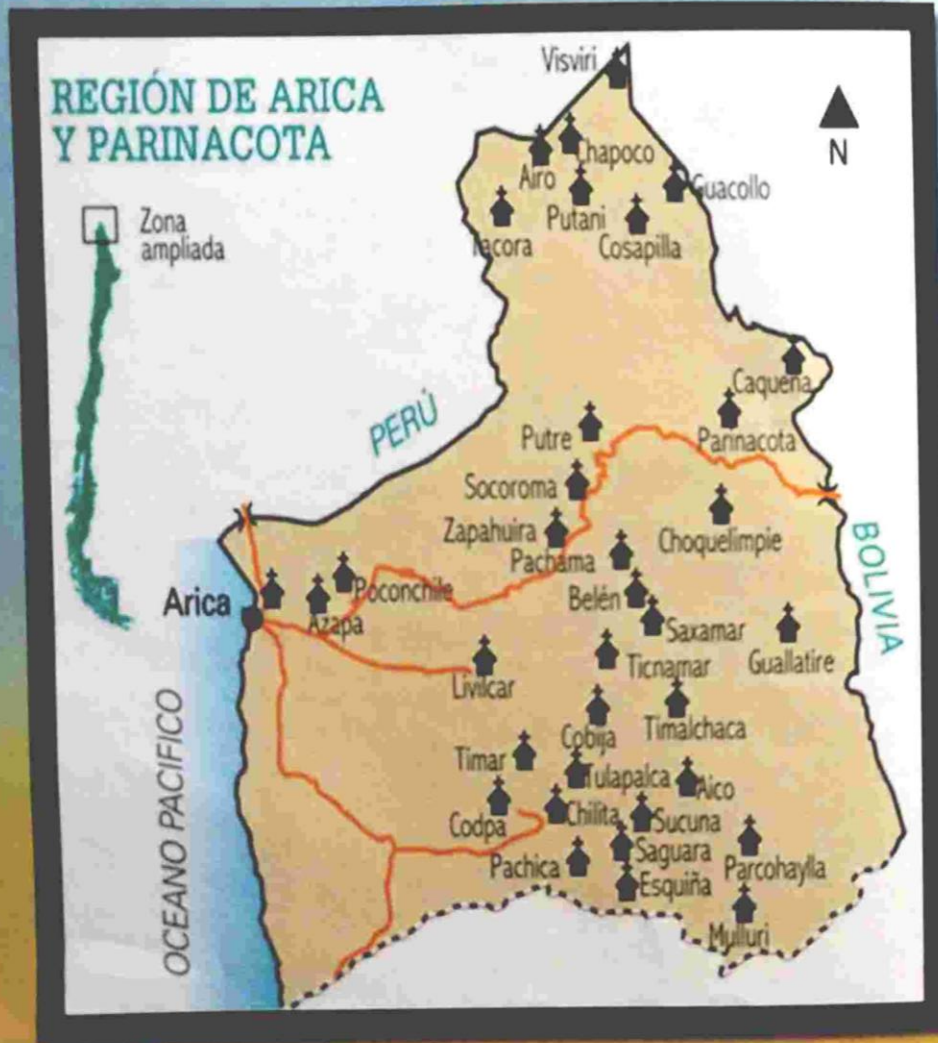 REGIÓN DE ARICA
Y PARINACOTA
Zona
ampliada
N
Visviri
Chapoco
Airo
Guacollo
Putani
Tacora
Cosapilla
Caquena
PERÚ
Parinacota
Putre
Socoroma
Zapahuira
Choquelimpie
Pachama
BOLIVIA
Poconchile
Belén
Arica
Azapa
Saxamar
Guallatire
Ticnamar
Livilcar
Timalchaca
Cobija
OCEANO PACIFICO
Timar
Tulapalca
Aico
Chilita
Sucuna
Codpa
Saguara
Parcohaylla
Pachica
Esquiña
Mulluri